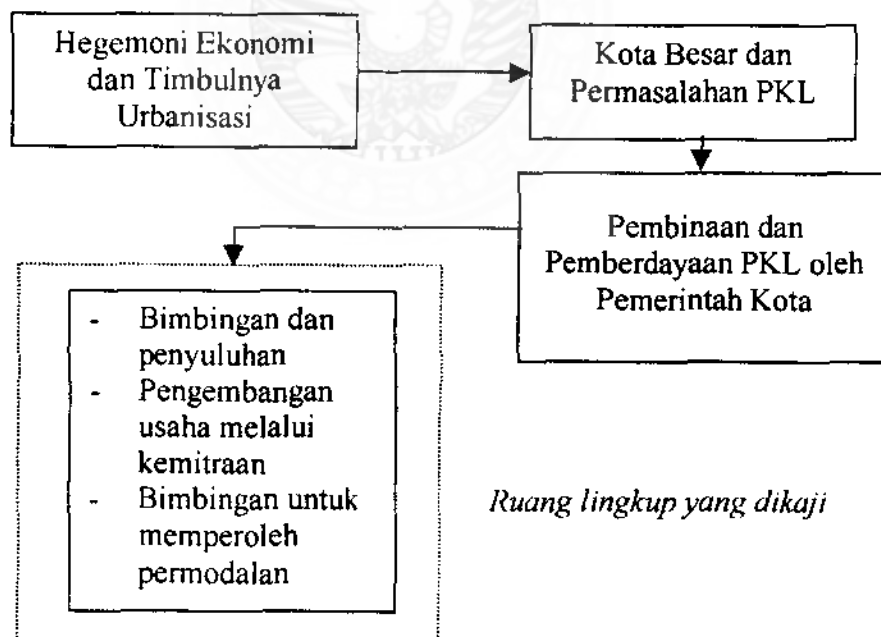 Hegemoni Ekonomi
dan Timbulnya
Urbanisasi
Kota Besar dan
Permasalahan PKL
Pembinaan dan
Pemberdayaan PKL oleh
Pemerintah Kota
- Bimbingan dan
penyuluhan
- Pengembangan
usaha melalui
kemitraan
- Bimbingan untuk
memperoleh
permodalan
Ruang lingkup yang dikaji